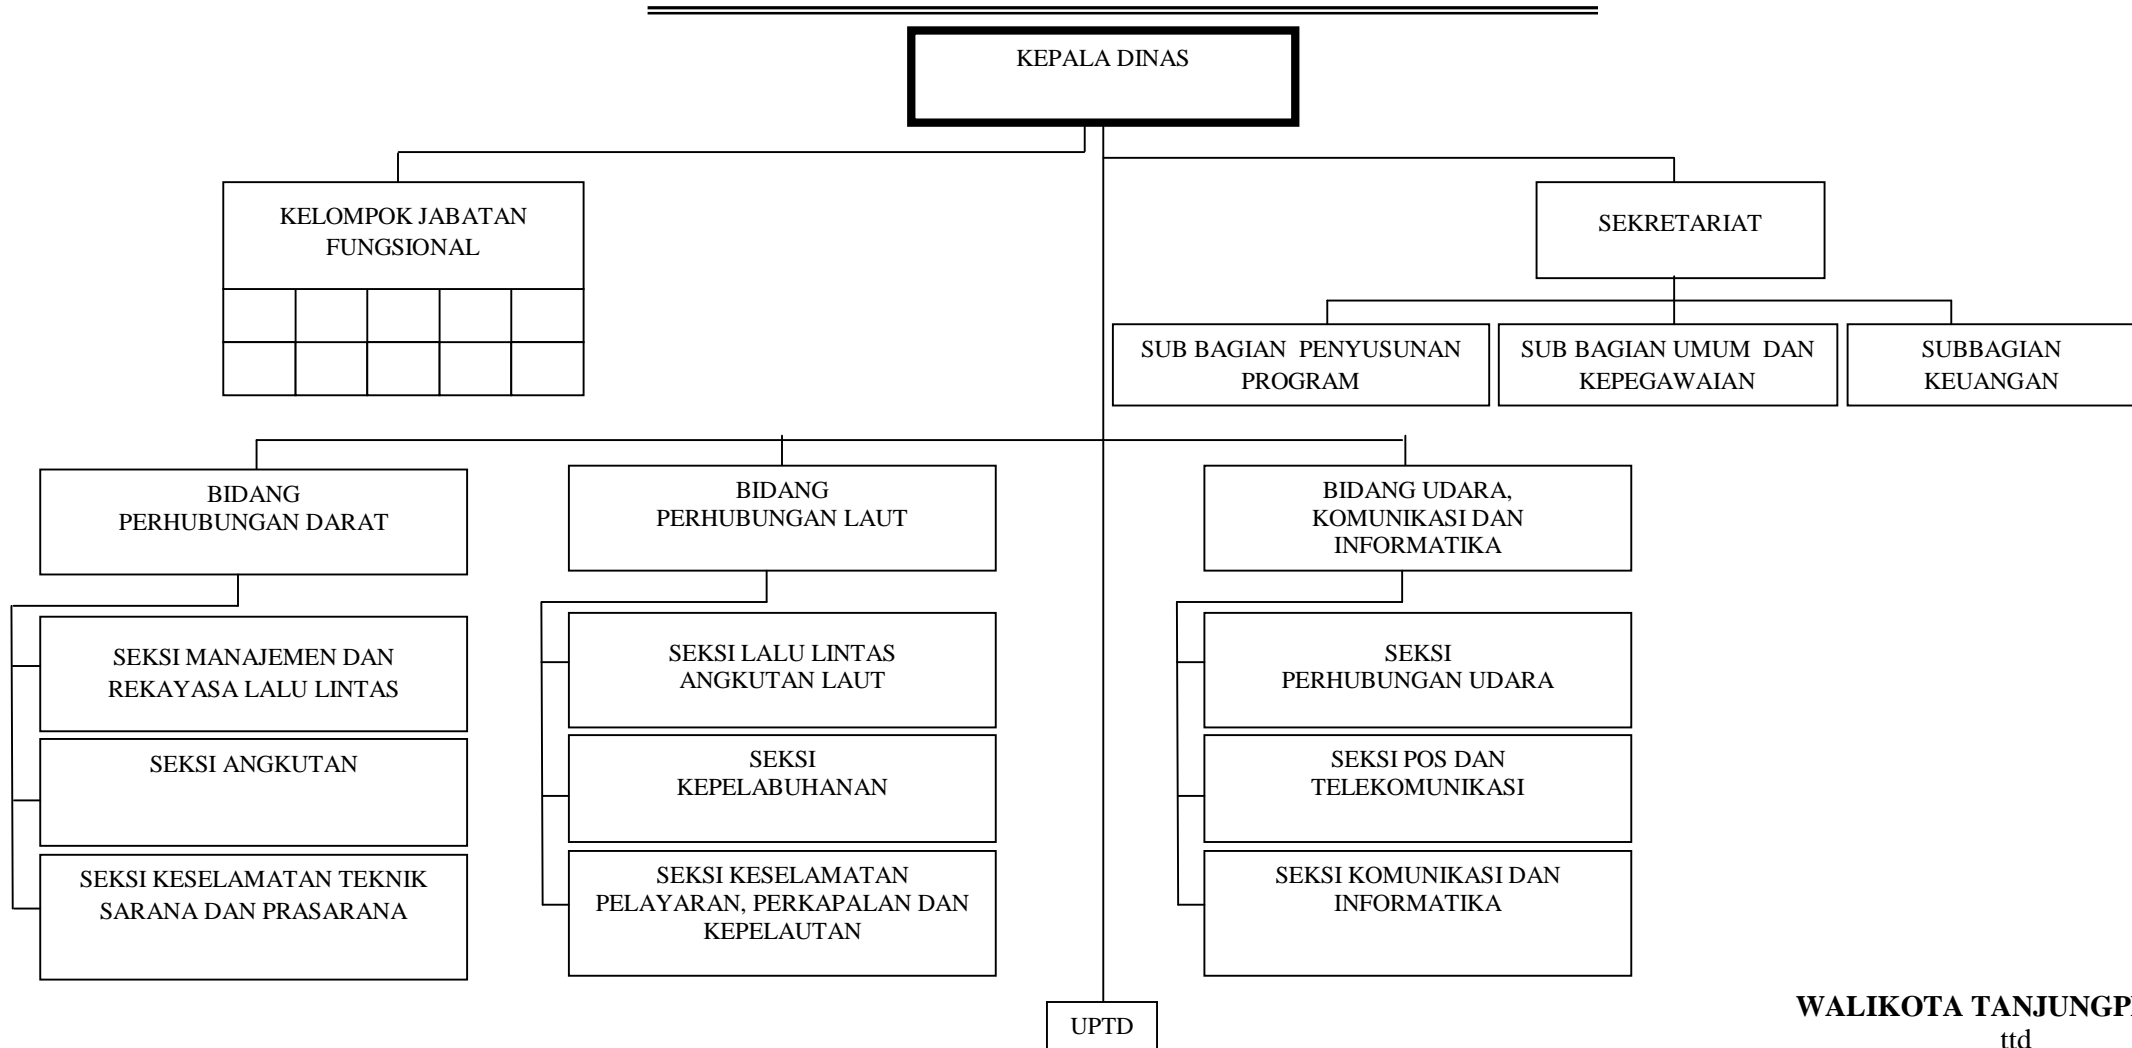 KEPALA DINAS
KELOMPOK JABATAN
FUNGSIONAL
SEKRETARIAT
SUB BAGIAN PENYUSUNAN
PROGRAM
SUB BAGIAN UMUM DAN
KEPEGAWAIAN
SUBBAGIAN
KEUANGAN
BIDANG
PERHUBUNGAN DARAT
BIDANG
PERHUBUNGAN LAUT
BIDANG UDARA,
KOMUNIKASI DAN
INFORMATIKA
SEKSI MANAJEMEN DAN
REKAYASA LALU LINTAS
SEKSI ANGKUTAN
SEKSI KESELAMATAN TEKNIK
SARANA DAN PRASARANA
SEKSI LALU LINTAS
ANGKUTAN LAUT
SEKSI
KEPELABUHANAN
SEKSI KESELAMATAN
PELAYARAN, PERKAPALAN DAN
KEPELAUTAN
SEKSI
PERHUBUNGAN UDARA
SEKSI POS DAN
TELEKOMUNIKASI
SEKSI KOMUNIKASI DAN
INFORMATIKA
UPTD
WALIKOTA
ttd